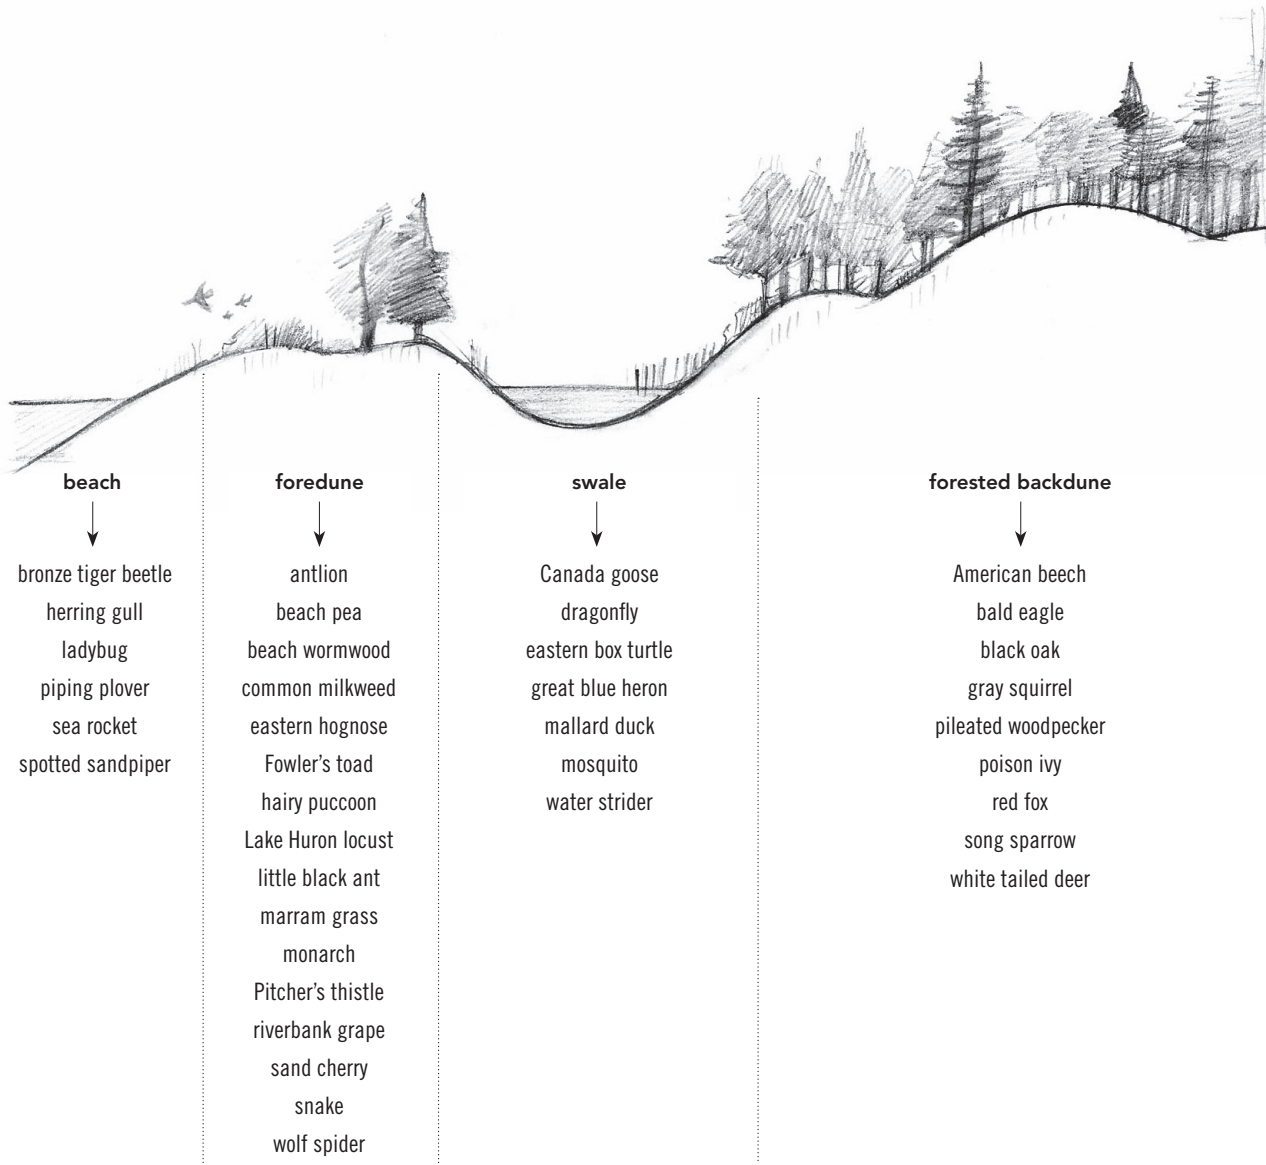 beach
bronze tiger beetle
herring gull
ladybug
piping plover
sea rocket
spotted sandpiper
foredune
antlion
beach pea
beach wormwood
common milkweed
eastern hognose
Fowler's toad
hairy puccoon
Lake Huron locust
little black ant
marram grass
monarch
Pitcher's thistle
riverbank grape
sand cherry
snake
wolf spider
swale
Canada goose
dragonfly
eastern box turtle
great blue heron
mallard duck
mosquito
water strider
forested backdune
American beech
bald eagle
black oak
gray squirrel
pileated woodpecker
poison ivy
red fox
song sparrow
white tailed deer